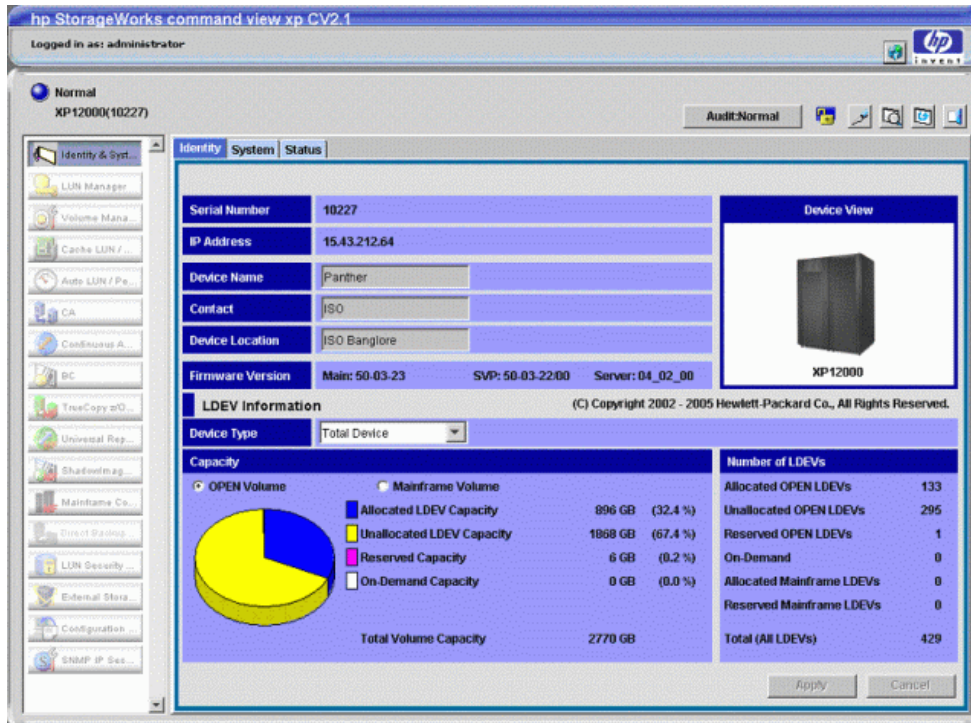 hp StorageWorks command view xp CV2.1
Logged in as: administrator
hp
invent
Normal
XP12000(10227)
Audit:Normal
Identity & Syst...
LUN Manager
Volume Mana...
Cache LUN / ...
Auto LUN / Pe...
CA
Continuous A...
BC
TrueCopy z/O...
Universal Rep...
ShadowImag...
Mainframe Co...
Direct Backup...
LUN Security ...
External Stora...
Configuration ...
SNMP IP Sec...
Identity System Status
Serial Number 10227
IP Address 15.43.212.64
Device Name Panther
Contact ISO
Device Location ISO Banglore
Firmware Version Main: 50-03-23 SVP: 50-03-22/00 Server: 04_02_00
Device View
XP12000
LDEV Information (C) Copyright 2002 - 2005 Hewlett-Packard Co., All Rights Reserved.
Device Type Total Device
Capacity
OPEN Volume Mainframe Volume
Allocated LDEV Capacity 896 GB (32.4 %)
Unallocated LDEV Capacity 1868 GB (67.4 %)
Reserved Capacity 6 GB (0.2 %)
On-Demand Capacity 0 GB (0.0 %)
Total Volume Capacity 2770 GB
Number of LDEVs
Allocated OPEN LDEVs 133
Unallocated OPEN LDEVs 295
Reserved OPEN LDEVs 1
On-Demand 0
Allocated Mainframe LDEVs 0
Reserved Mainframe LDEVs 0
Total (All LDEVs) 429
Apply Cancel